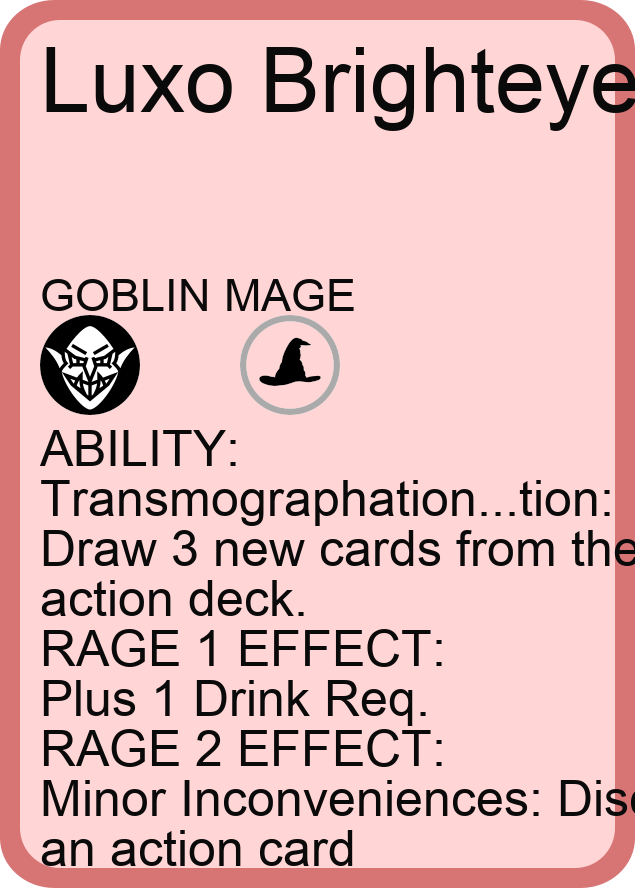 Luxo Brighteye
GOBLIN MAGE
ABILITY:
Transmographation...tion:
Draw 3 new cards from the
action deck.
RAGE 1 EFFECT:
Plus 1 Drink Req.
RAGE 2 EFFECT:
Minor Inconveniences:
an action card